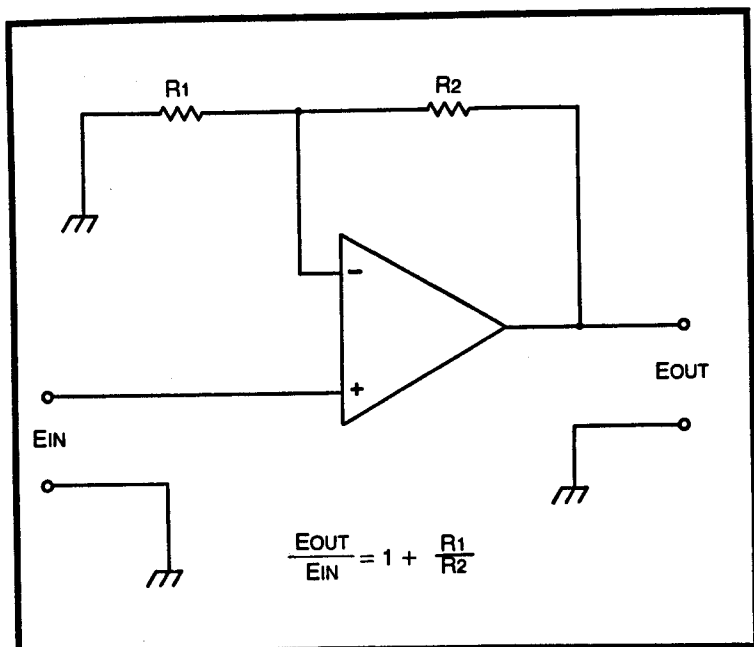 R1
R2
−
+
EOUT
EIN
EOUT
EIN = 1 + R1
R2